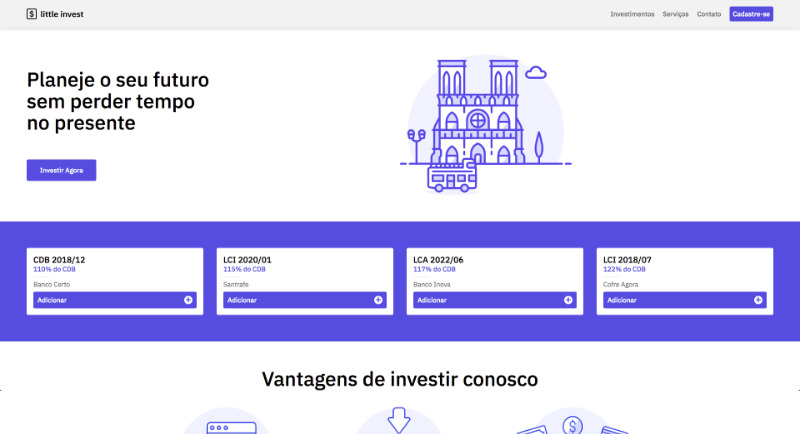 $ little invest
Investimentos Serviços Contato Cadastre-se
Planeje o seu futuro
sem perder tempo
no presente
Investir Agora
CDB 2018/12
110% do CDB
Banco Certo
Adicionar
LCI 2020/01
115% do CDB
Santrafe
Adicionar
LCA 2022/06
117% do CDB
Banco Inova
Adicionar
LCI 2018/07
122% do CDB
Cofre Agora
Adicionar
Vantagens de investir conosco
$